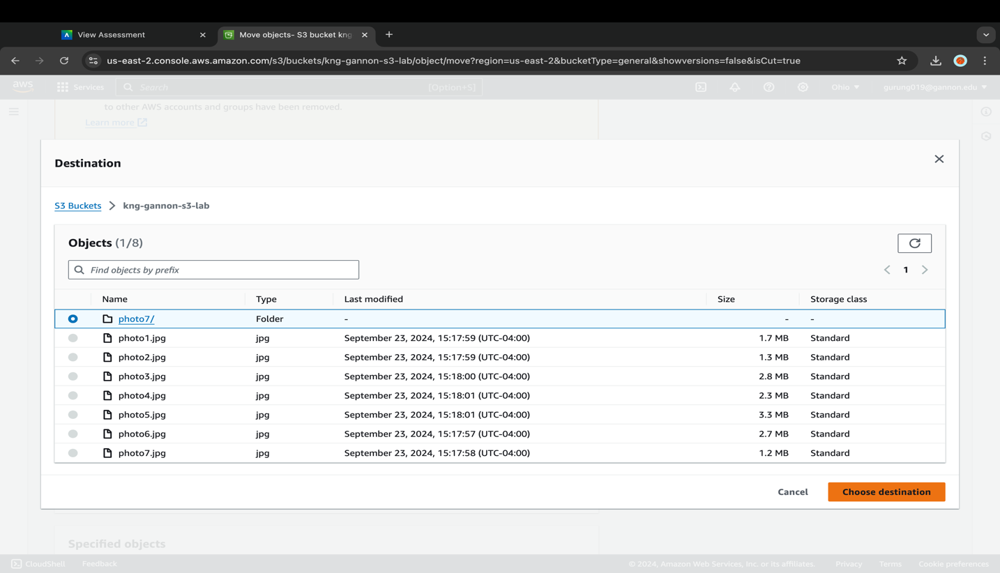 View Assessment
Move objects- S3 bucket kng
us-east-2.console.aws.amazon.com/s3/buckets/kng-gannon-s3-lab/object/move?region=us-east-2&bucketType=general&showversions=false&isCut=true
aws Services Search [Option+S] Ohio gurung019@gannon.edu
to other AWS accounts and groups have been removed.
Learn more
Destination
S3 Buckets > kng-gannon-s3-lab
Objects (1/8)
Find objects by prefix
1
Name Type Last modified Size Storage class
photo7/ Folder - - -
photo1.jpg jpg September 23, 2024, 15:17:59 (UTC-04:00) 1.7 MB Standard
photo2.jpg jpg September 23, 2024, 15:17:59 (UTC-04:00) 1.3 MB Standard
photo3.jpg jpg September 23, 2024, 15:18:00 (UTC-04:00) 2.8 MB Standard
photo4.jpg jpg September 23, 2024, 15:18:01 (UTC-04:00) 2.3 MB Standard
photo5.jpg jpg September 23, 2024, 15:18:01 (UTC-04:00) 3.3 MB Standard
photo6.jpg jpg September 23, 2024, 15:17:57 (UTC-04:00) 2.7 MB Standard
photo7.jpg jpg September 23, 2024, 15:17:58 (UTC-04:00) 1.2 MB Standard
Cancel Choose destination
Specified objects
CloudShell Feedback © 2024, Amazon Web Services, Inc. or its affiliates. Privacy Terms Cookie preferences